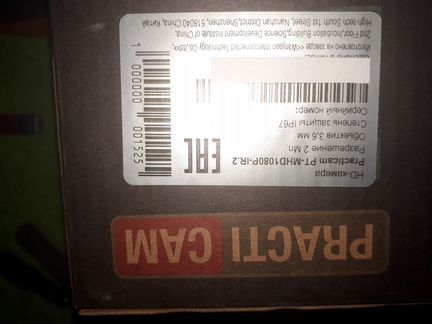 HD-камера
Practicam PT-MHD1080P-IR.2
Разрешение 2 Мп
Объектив 3.6 мм
Степень защиты IP67
Серийный номер:
EAC
1 000000 001525
Изготовлено на заводе << Wanjiaan Interconnected Technology Co.,ltd>>,
2nd Floor,Incubation Building,Science Development Institute of China,
High-tech South 1st Street, Nanshan District,Shenzhen, 518040 China, Китай
PRACTI CAM